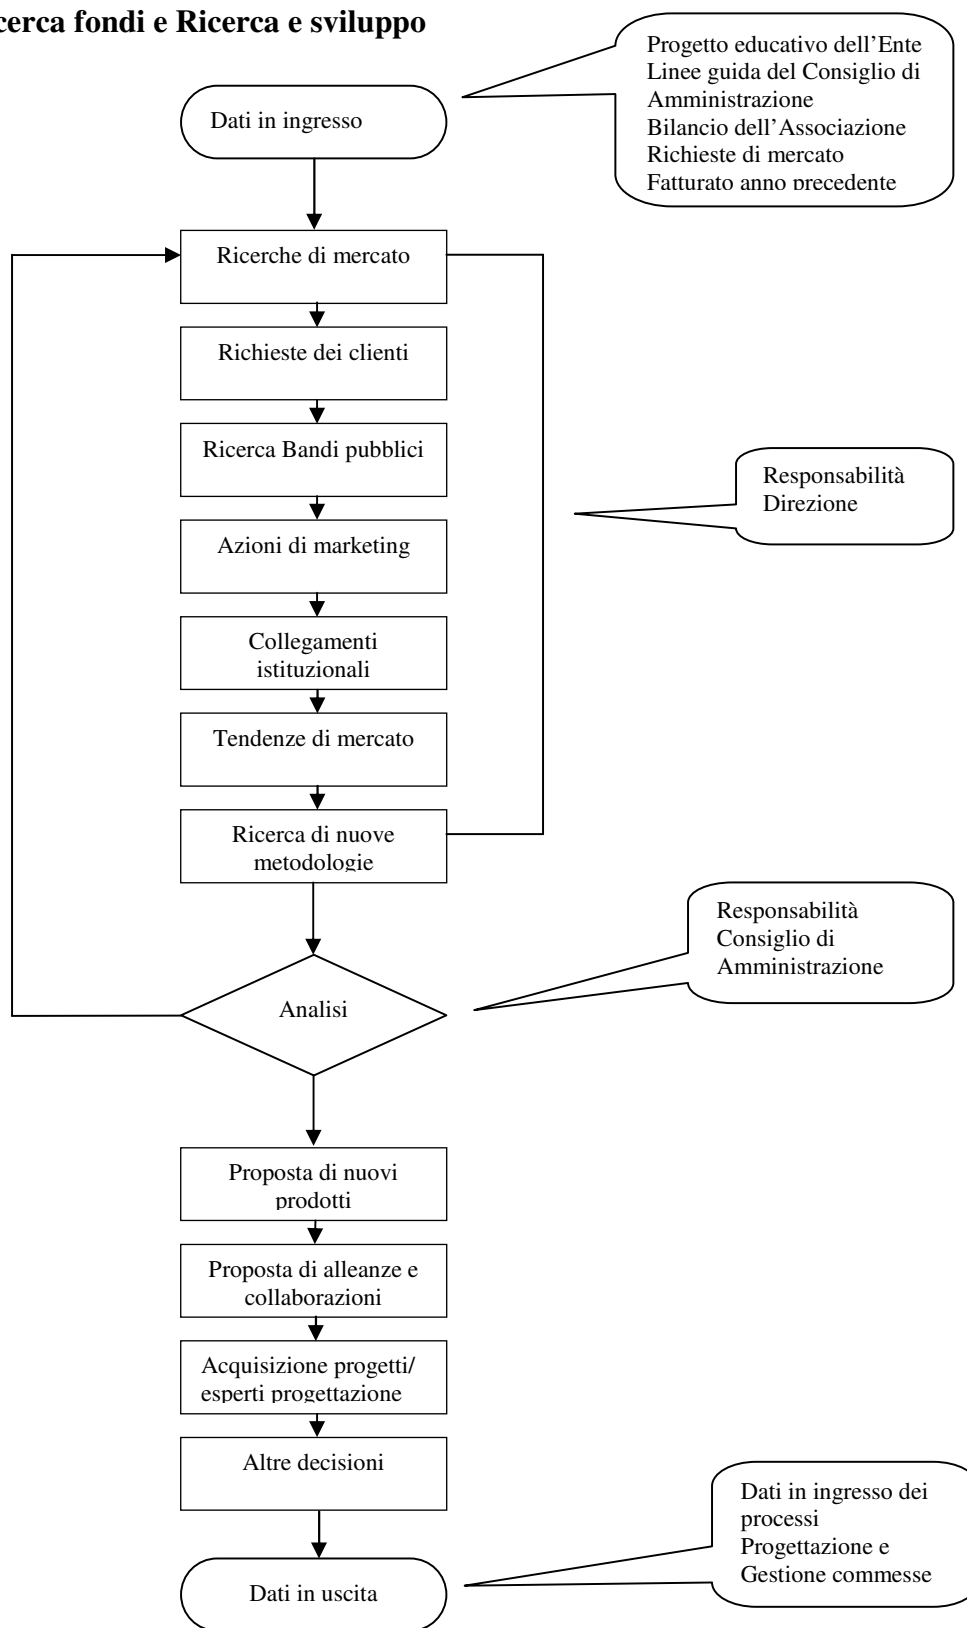 cerca fondi e Ricerca e sviluppo
Progetto educativo dell'Ente
Linee guida del Consiglio di
Amministrazione
Bilancio dell'Associazione
Richieste di mercato
Fatturato anno precedente
Dati in ingresso
Ricerche di mercato
Richieste dei clienti
Ricerca Bandi pubblici
Responsabilità
Direzione
Azioni di marketing
Collegamenti
istituzionali
Tendenze di mercato
Ricerca di nuove
metodologie
Responsabilità
Consiglio di
Amministrazione
Analisi
Proposta di nuovi
prodotti
Proposta di alleanze e
collaborazioni
Acquisizione progetti/
esperti progettazione
Altre decisioni
Dati in ingresso dei
processi
Progettazione e
Gestione commesse
Dati in uscita